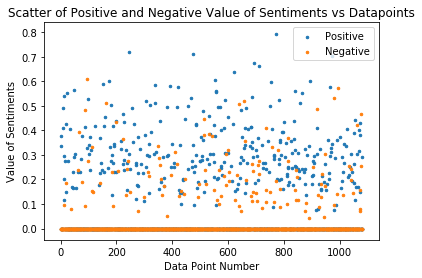 Scatter of Positive and Negative Value of Sentiments vs Datapoints
0.8
0.7
0.6
0.5
0.4
0.3
0.2
0.1
0.0
Value of Sentiments
Positive
Negative
0 200 400 600 800 1000
Data Point Number